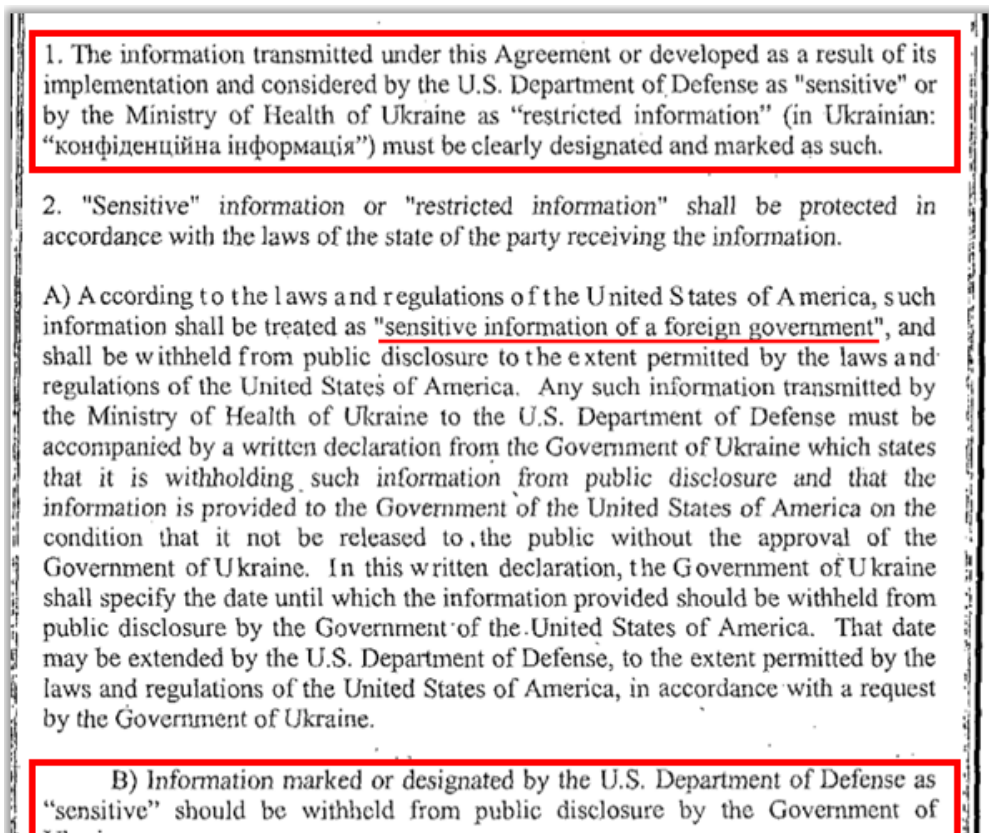 1. The information transmitted under this Agreement or developed as a result of its
implementation and considered by the U.S. Department of Defense as "sensitive" or
by the Ministry of Health of Ukraine as “restricted information” (in Ukrainian:
“конфіденційна інформація”) must be clearly designated and marked as such.
2. "Sensitive" information or "restricted information" shall be protected in
accordance with the laws of the state of the party receiving the information.
A) According to the laws and regulations of the United States of America, such
information shall be treated as "sensitive information of a foreign government", and
shall be withheld from public disclosure to the extent permitted by the laws and
regulations of the United States of America. Any such information transmitted by
the Ministry of Health of Ukraine to the U.S. Department of Defense must be
accompanied by a written declaration from the Government of Ukraine which states
that it is withholding such information from public disclosure and that the
information is provided to the Government of the United States of America on the
condition that it not be released to the public without the approval of the
Government of Ukraine. In this written declaration, the Government of Ukraine
shall specify the date until which the information provided should be withheld from
public disclosure by the Government of the United States of America. That date
may be extended by the U.S. Department of Defense, to the extent permitted by the
laws and regulations of the United States of America, in accordance with a request
by the Government of Ukraine.
B) Information marked or designated by the U.S. Department of Defense as
“sensitive” should be withheld from public disclosure by the Government of